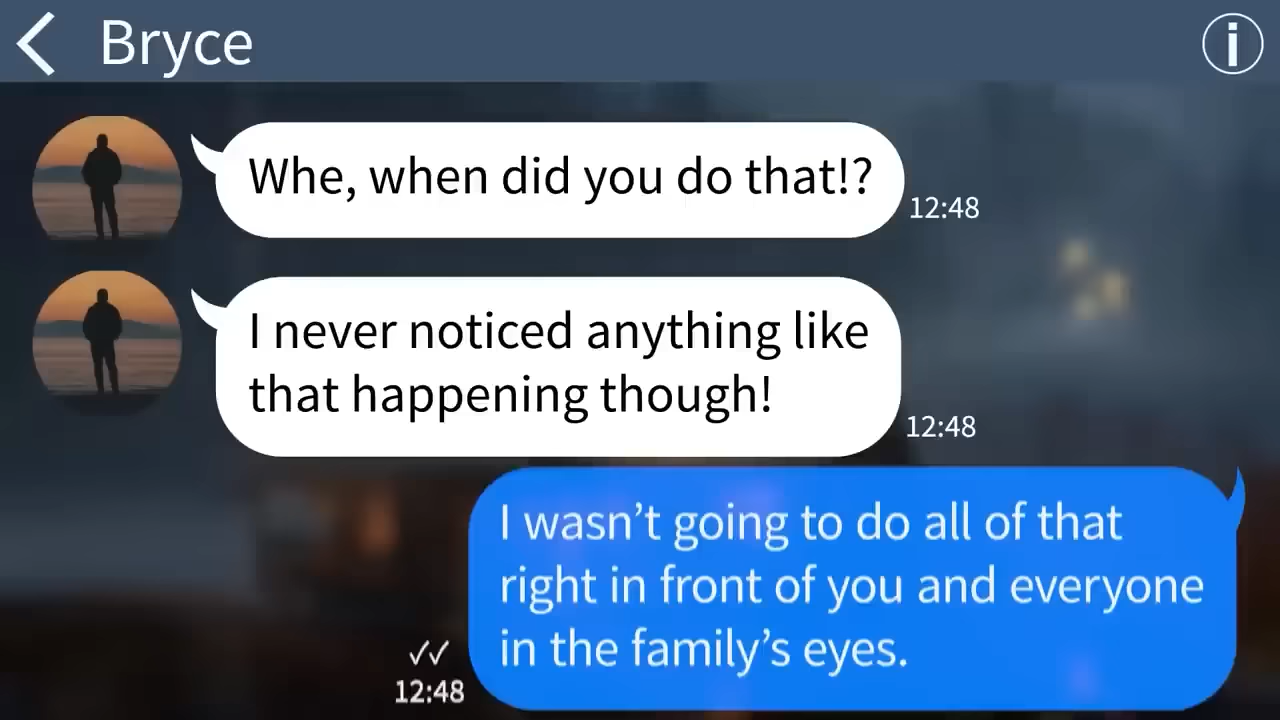 Bryce
Whe, when did you do that!?
12:48
I never noticed anything like
that happening though!
12:48
I wasn’t going to do all of that
right in front of you and everyone
in the family’s eyes.
12:48